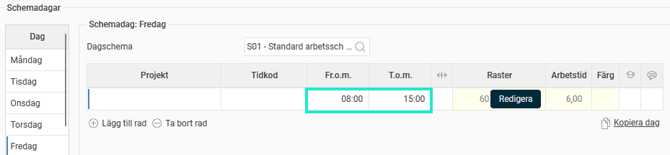 Schemadagar
Schemadag: Fredag
Dag
Måndag
Tisdag
Onsdag
Torsdag
Fredag
Dagschema
S01 - Standard arbetssch ...
Projekt Tidkod Fr.o.m. T.o.m. Raster Arbetstid Färg
08:00 15:00 60 Redigera 6,00
Lägg till rad Ta bort rad Kopiera dag